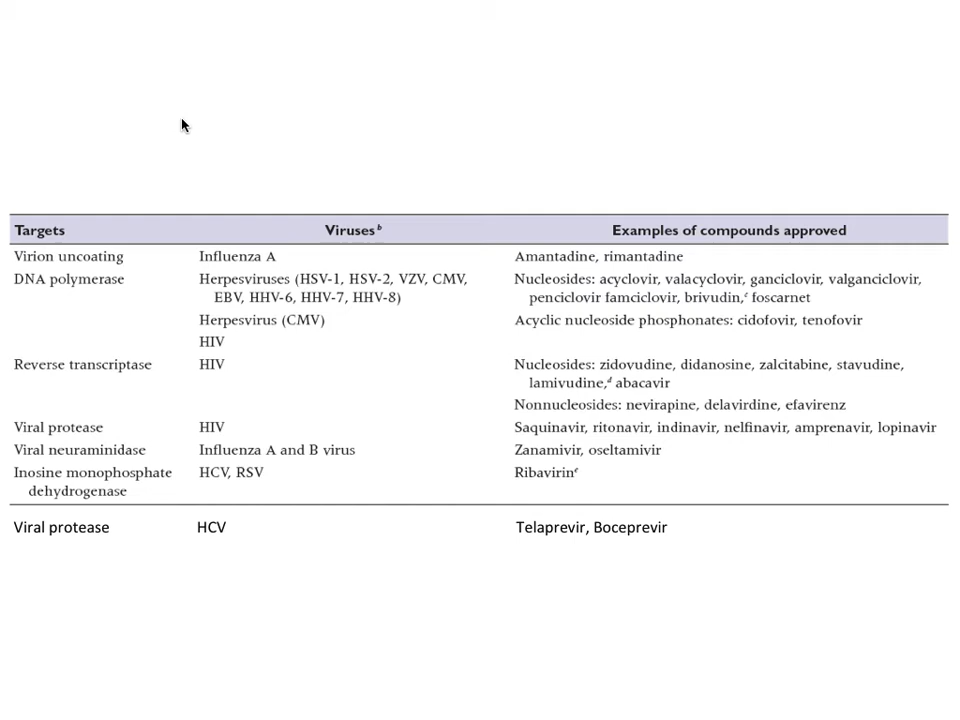 Targets Viruses b Examples of compounds approved
Virion uncoating Influenza A Amantadine, rimantadine
DNA polymerase Herpesviruses (HSV-1, HSV-2, VZV, CMV, Nucleosides: acyclovir, valacyclovir, ganciclovir, valganciclovir,
EBV, HHV-6, HHV-7, HHV-8) penciclovir famciclovir, brivudin,c foscarnet
Herpesvirus (CMV) Acyclic nucleoside phosphonates: cidofovir, tenofovir
HIV
Reverse transcriptase HIV Nucleosides: zidovudine, didanosine, zalcitabine, stavudine,
lamivudine,d abacavir
Nonnucleosides: nevirapine, delavirdine, efavirenz
Viral protease HIV Saquinavir, ritonavir, indinavir, nelfinavir, amprenavir, lopinavir
Viral neuraminidase Influenza A and B virus Zanamivir, oseltamivir
Inosine monophosphate HCV, RSV Ribavirin e
dehydrogenase
Viral protease HCV Telaprevir, Boceprevir